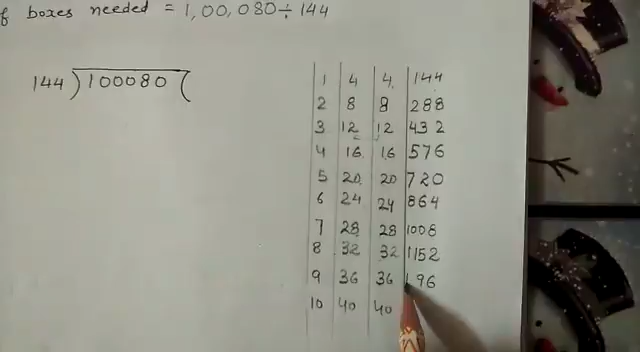 f boxes needed = 1,00,080÷144
144 ) 100080 (
1 4 4 144
2 8 8 288
3 12 12 432
4 16 16 576
5 20 20 720
6 24 24 864
7 28 28 1008
8 32 32 1152
9 36 36 196
10 40 40